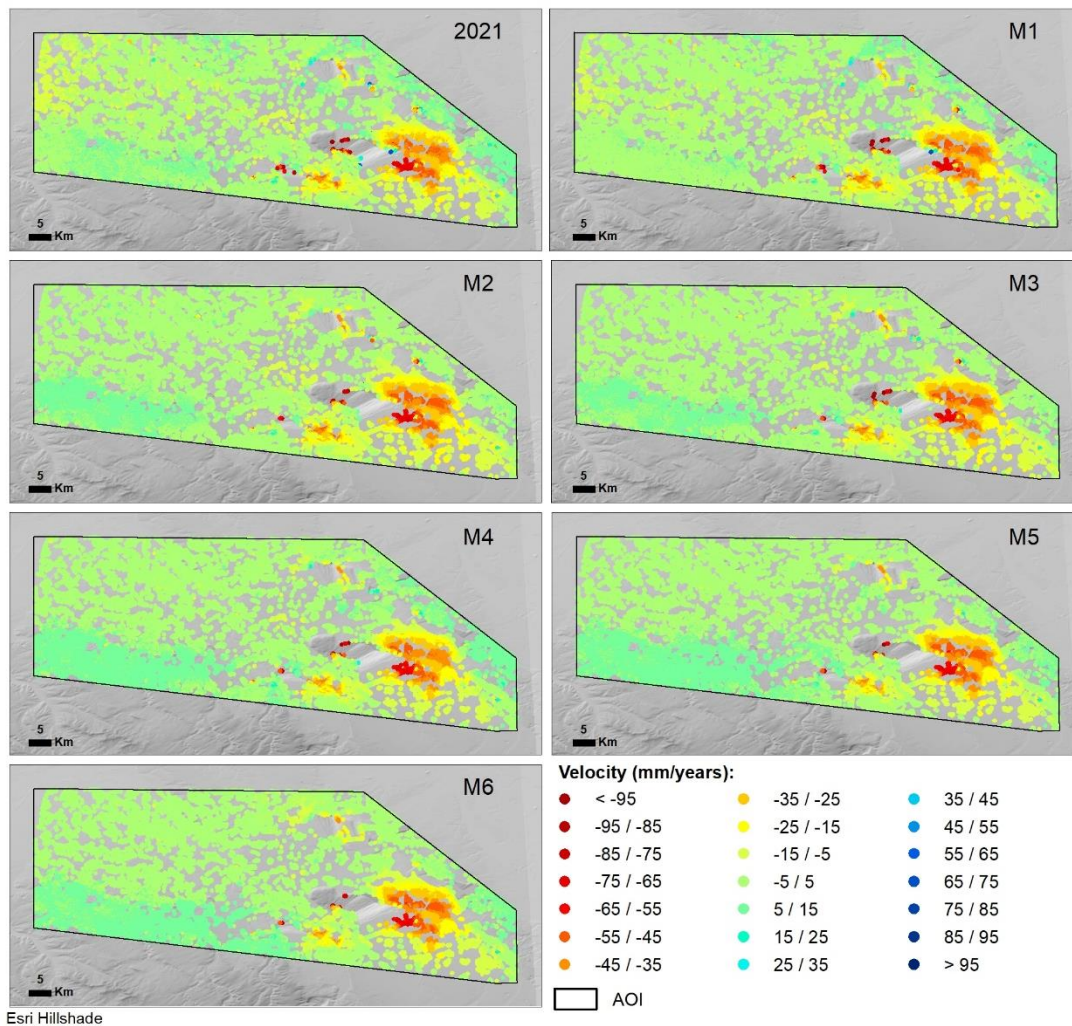 2021
5
Km
M1
5
Km
M2
5
Km
M3
5
Km
M4
5
Km
M5
5
Km
M6
5
Km
Velocity (mm/years):
< -95
-95 / -85
-85 / -75
-75 / -65
-65 / -55
-55 / -45
-45 / -35
-35 / -25
-25 / -15
-15 / -5
-5 / 5
5 / 15
15 / 25
25 / 35
35 / 45
45 / 55
55 / 65
65 / 75
75 / 85
85 / 95
> 95
AOI
Esri Hillshade